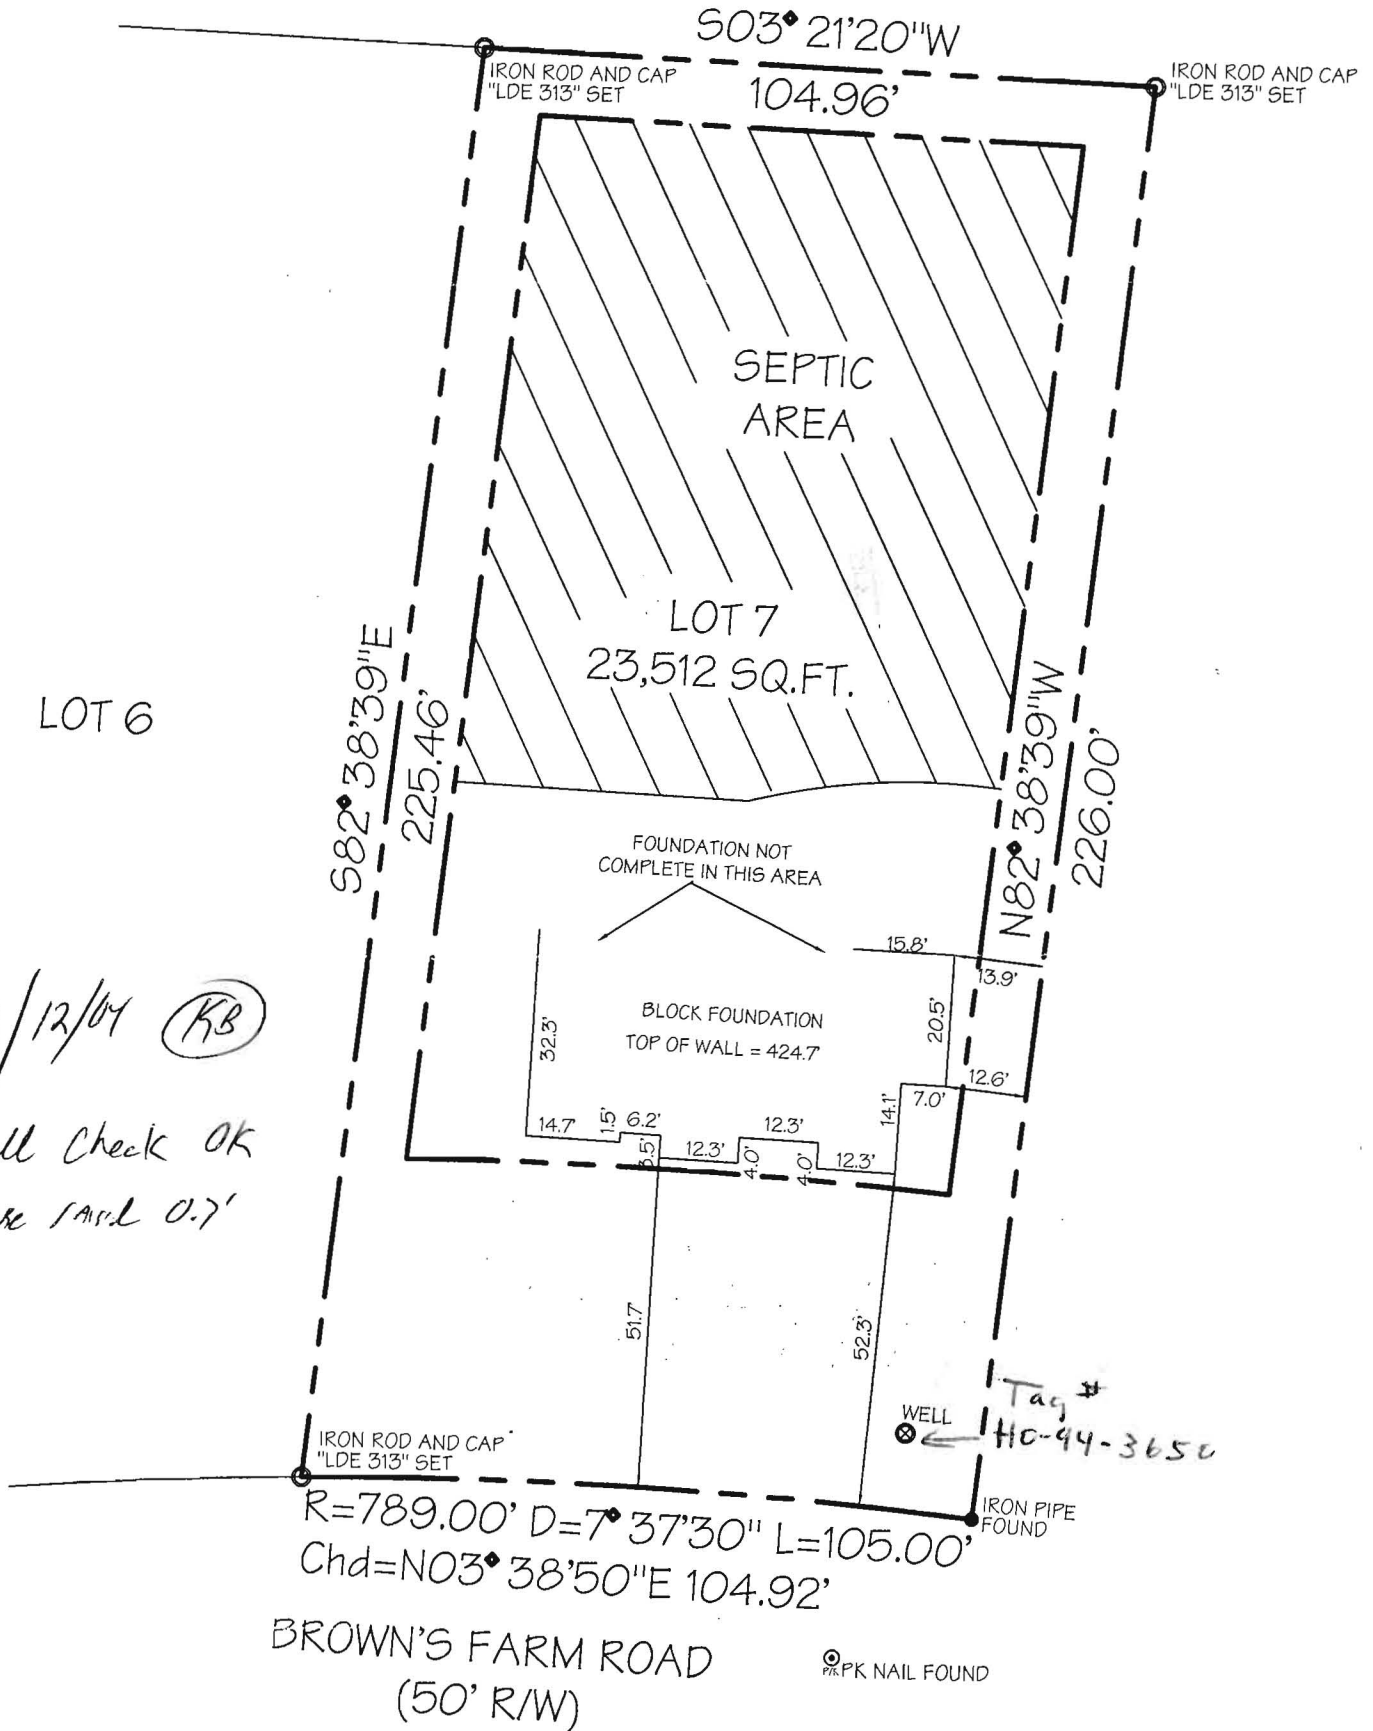 S03° 21'20"W
104.96'
IRON ROD AND CAP
"LDE 313" SET
IRON ROD AND CAP
"LDE 313" SET
SEPTIC
AREA
LOT 7
23,512 SQ.FT.
LOT 6
S82° 38'39"E
225.46'
N82° 38'39"W
226.00'
FOUNDATION NOT
COMPLETE IN THIS AREA
15.8'
13.9'
BLOCK FOUNDATION
TOP OF WALL = 424.7'
32.3'
20.5'
12.6'
7.0'
14.1'
14.7'
1.5'
6.2'
3.5'
12.3'
4.0'
12.3'
4.0'
12.3'
/12/04 KB
ll Check OK
0.7'
51.7'
52.3'
WELL
Tag #
HO-94-3650
IRON ROD AND CAP
"LDE 313" SET
IRON PIPE
FOUND
R=789.00' D=7° 37'30" L=105.00'
Chd=N03° 38'50"E 104.92'
BROWN'S FARM ROAD
(50' R/W)
P/K PK NAIL FOUND